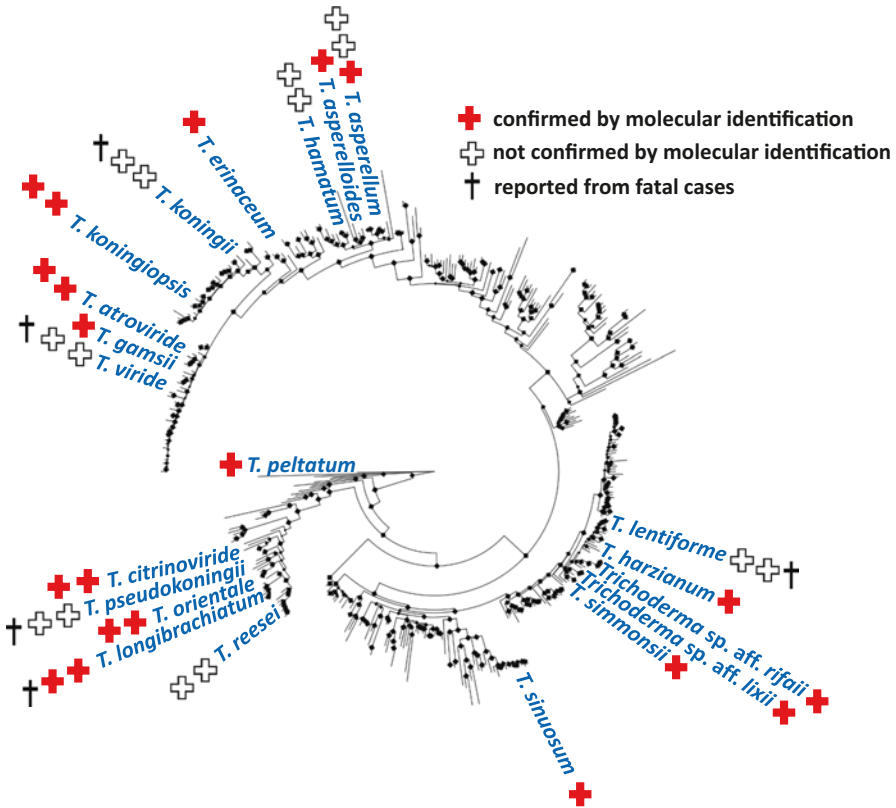 confirmed by molecular identification
not confirmed by molecular identification
reported from fatal cases
T. asperellum
T. asperelloides
T. hamatum
T. erinaceum
T. koningii
T. koningiopsis
T. atroviride
T. gamsii
T. viride
T. peltatum
T. citrinoviride
T. pseudokoningii
T. orientale
T. longibrachiatum
T. reesei
T. sinuosum
T. lentiforme
T. harzianum
Trichoderma sp. aff. rifaii
Trichoderma sp. aff. lixii
T. simmonsii